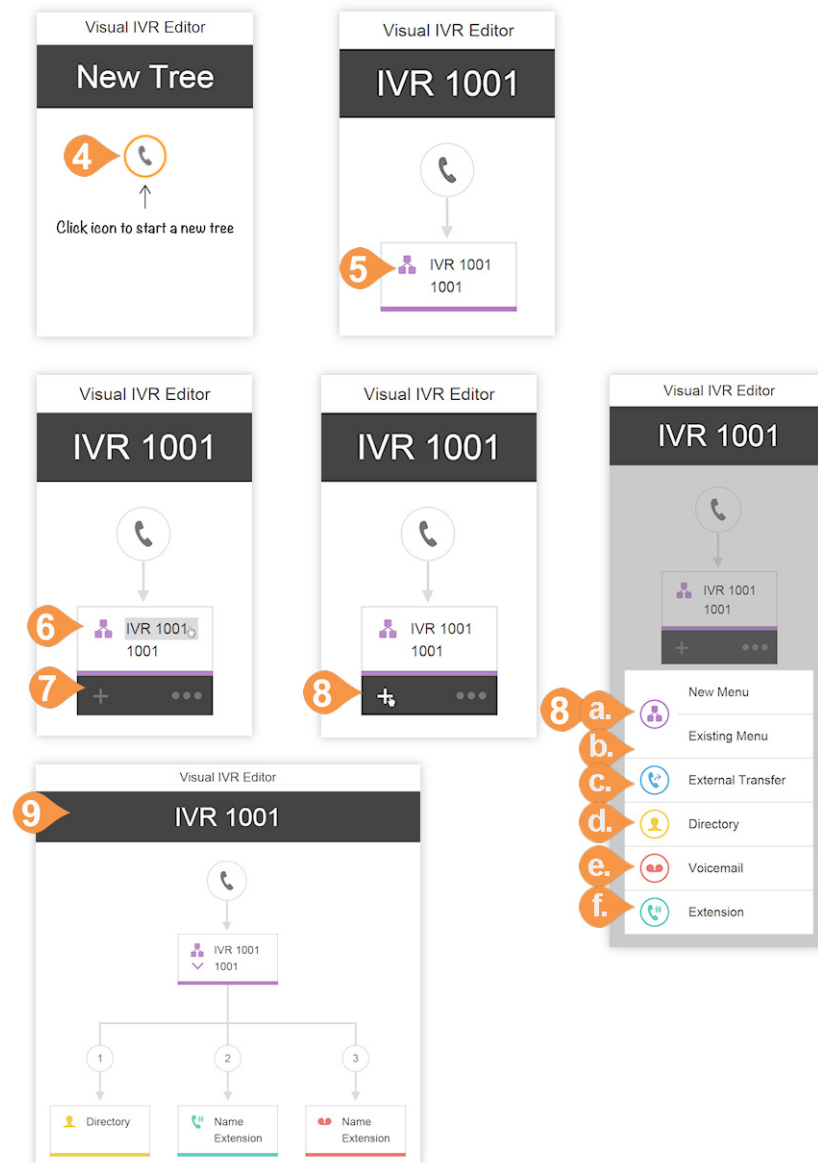 Visual IVR Editor
New Tree
4
Click icon to start a new tree
Visual IVR Editor
IVR 1001
5
IVR 1001
1001
Visual IVR Editor
IVR 1001
6
IVR 1001
1001
7
+
Visual IVR Editor
IVR 1001
IVR 1001
1001
8
+
Visual IVR Editor
IVR 1001
IVR 1001
1001
+
8 a.
New Menu
b.
Existing Menu
c.
External Transfer
d.
Directory
e.
Voicemail
f.
Extension
Visual IVR Editor
9
IVR 1001
IVR 1001
1001
1 2 3
Directory
Name
Extension
Name
Extension